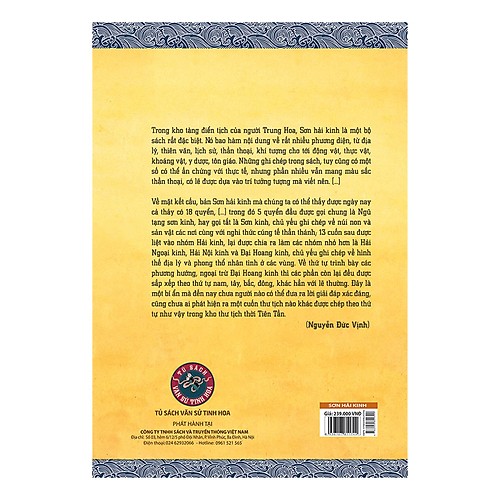 Trong kho tàng điển tịch của người Trung Hoa, Sơn hải kinh là một bộ
sách rất đặc biệt. Nó bao hàm nội dung về rất nhiều phương diện, từ địa
lý, thiên văn, lịch sử, thần thoại, khí tượng cho tới động vật, thực vật,
khoáng vật, y dược, tôn giáo. Những ghi chép trong sách, tuy cũng có một
số có thể ấn chứng với thực tế, nhưng phần nhiều vẫn mang màu sắc
thần thoại, có lẽ được dựa vào trí tưởng tượng mà viết nên. [...]
Về mặt kết cấu, bản Sơn hải kinh mà chúng ta có thể thấy được ngày nay
cả thảy có 18 quyển, [...] trong đó 5 quyển đầu được gọi chung là Ngũ
tạng sơn kinh, hay gọi tắt là Sơn kinh, chủ yếu ghi chép về núi non và
sản vật các nơi cùng với nghi thức cúng tế thần thánh; 13 cuốn sau được
liệt vào nhóm Hải kinh, lại được chia ra làm các nhóm nhỏ hơn là Hải
Ngoại kinh, Hải Nội kinh và Đại Hoang kinh, chủ yếu ghi chép về hình
thế địa lý và phong thổ nhân tình ở các vùng. Về thứ tự trình bày các
phương hướng, ngoại trừ Đại Hoang kinh thì các phần còn lại đều được
sắp xếp theo thứ tự nam, tây, bắc, đông, khác hẳn với lẽ thường. Đây là
một bí ẩn mà đến nay chưa người nào có thể đưa ra lời giải đáp xác đáng,
cũng chưa ai phát hiện ra một cuốn thư tịch nào khác được chép theo thứ
tự như vậy trong kho thư tịch thời Tiên Tần.
(Nguyễn Đức Vịnh)
TỦ SÁCH
VĂN SỬ TINH HOA
TỦ SÁCH VĂN SỬ TINH HOA
PHÁT HÀNH TẠI
CÔNG TY TNHH SÁCH VÀ TRUYỀN THÔNG VIỆT NAM
Địa chỉ: Số 03, hẻm 6/12/5 phố Đội Nhân, P. Vĩnh Phúc, Ba Đình, Hà Nội
Điện thoại: 024 62932066 - Hotline: 0961 521 565
SƠN HẢI KINH
Giá: 239.000 VNĐ